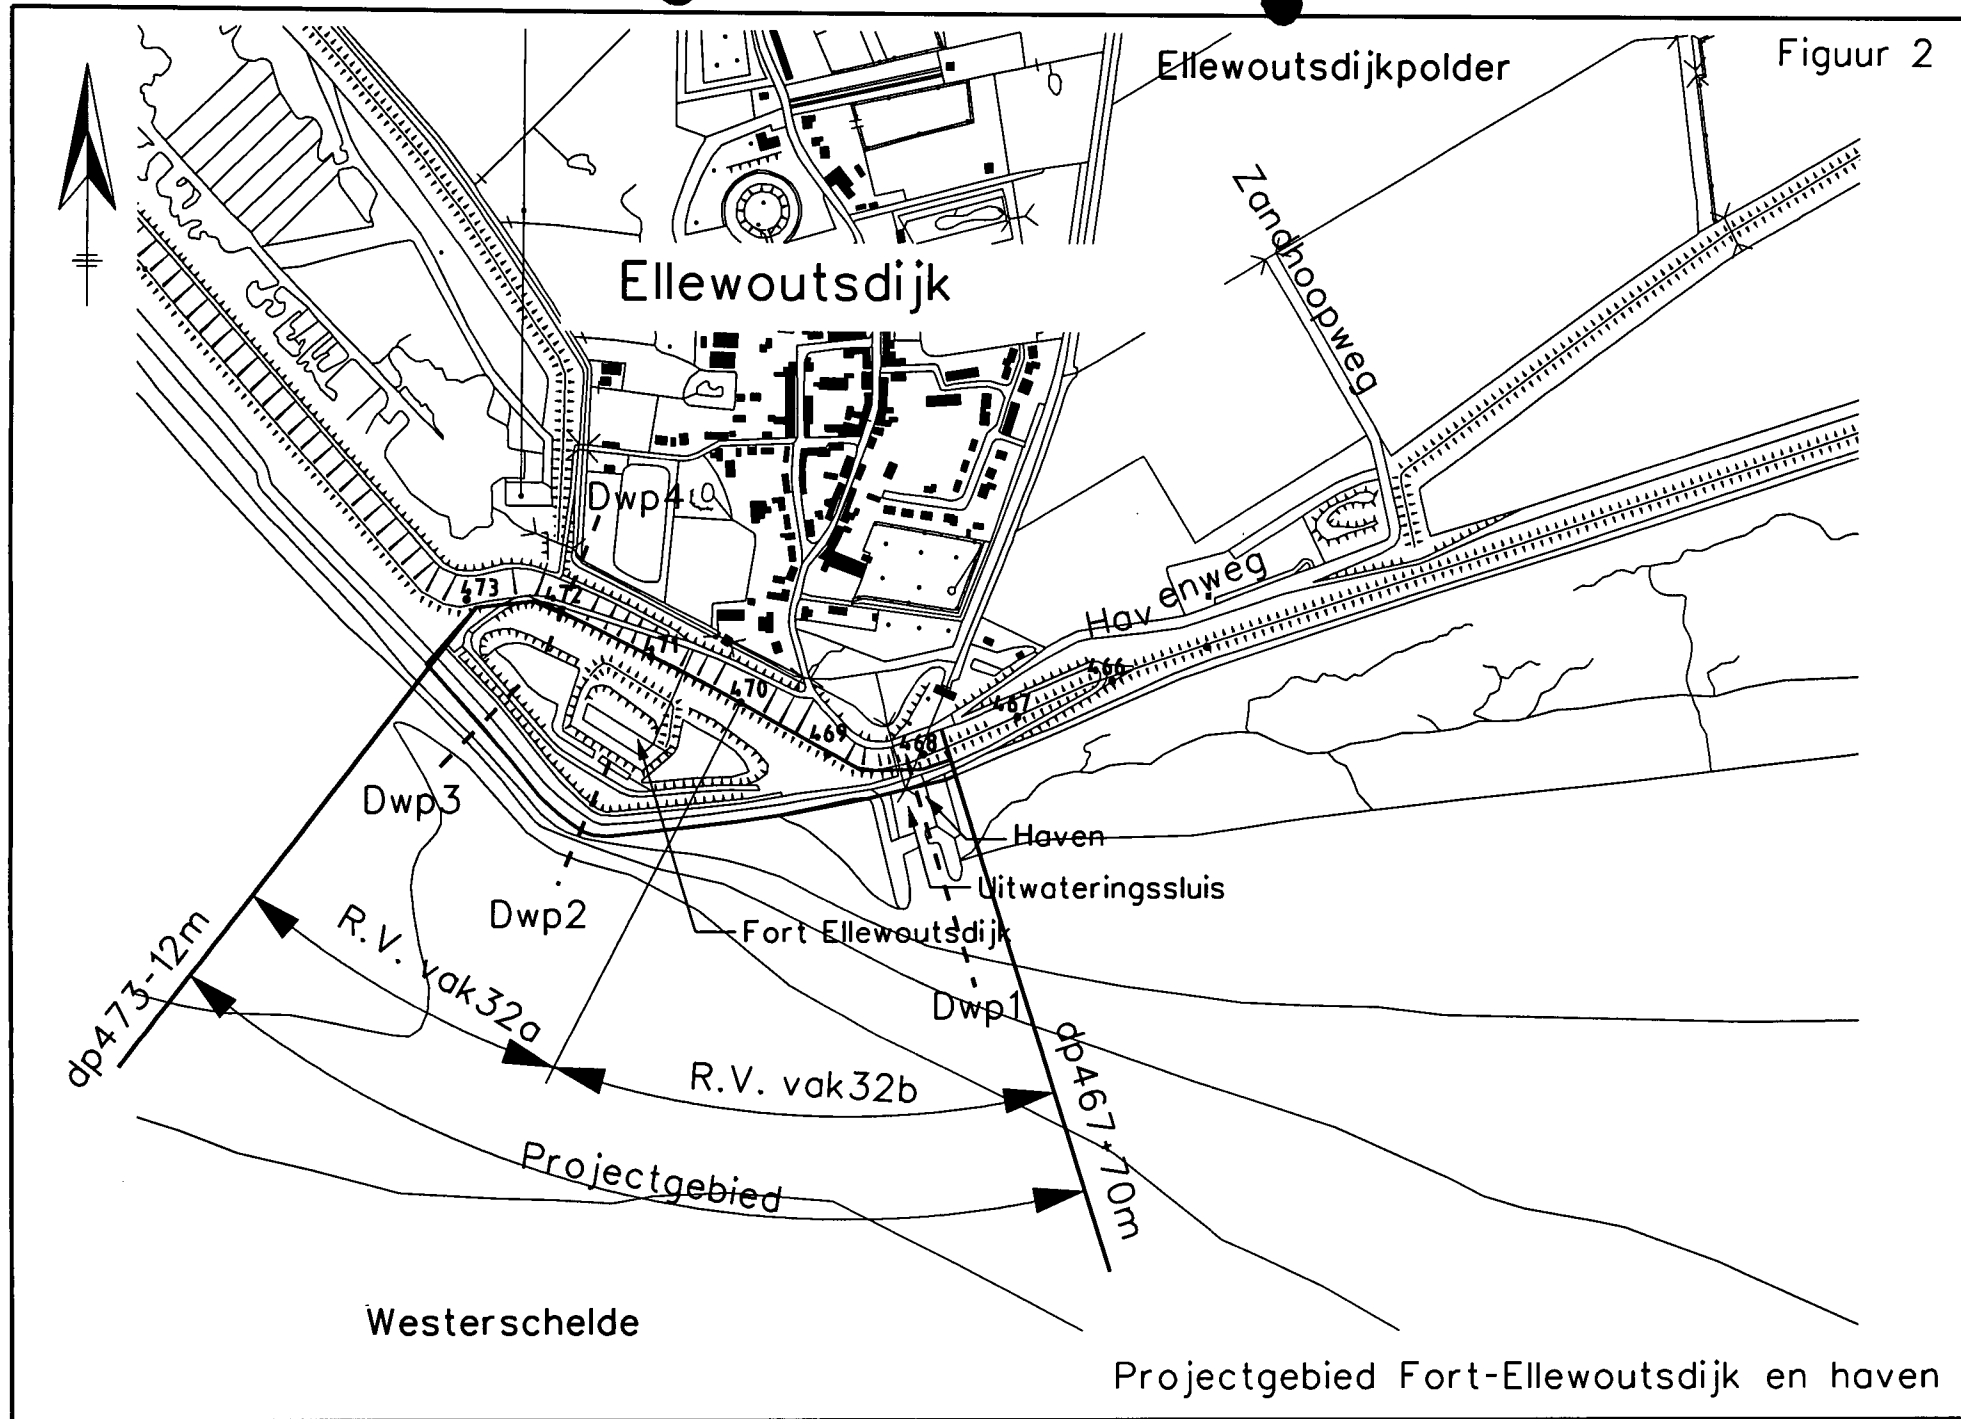 Figuur 2
Ellewoutsdijkpolder
Zandhoopweg
Ellewoutsdijk
Dwp4
Havenweg
473
472
471
470
469
468
467
466
Dwp3
Dwp2
Haven
Uitwateringssluis
Fort Ellewoutsdijk
Dwp1
dp473-12m
R.V. vak32a
R.V. vak32b
dp467+70m
Projectgebied
Westerschelde
Projectgebied Fort-Ellewoutsdijk en haven